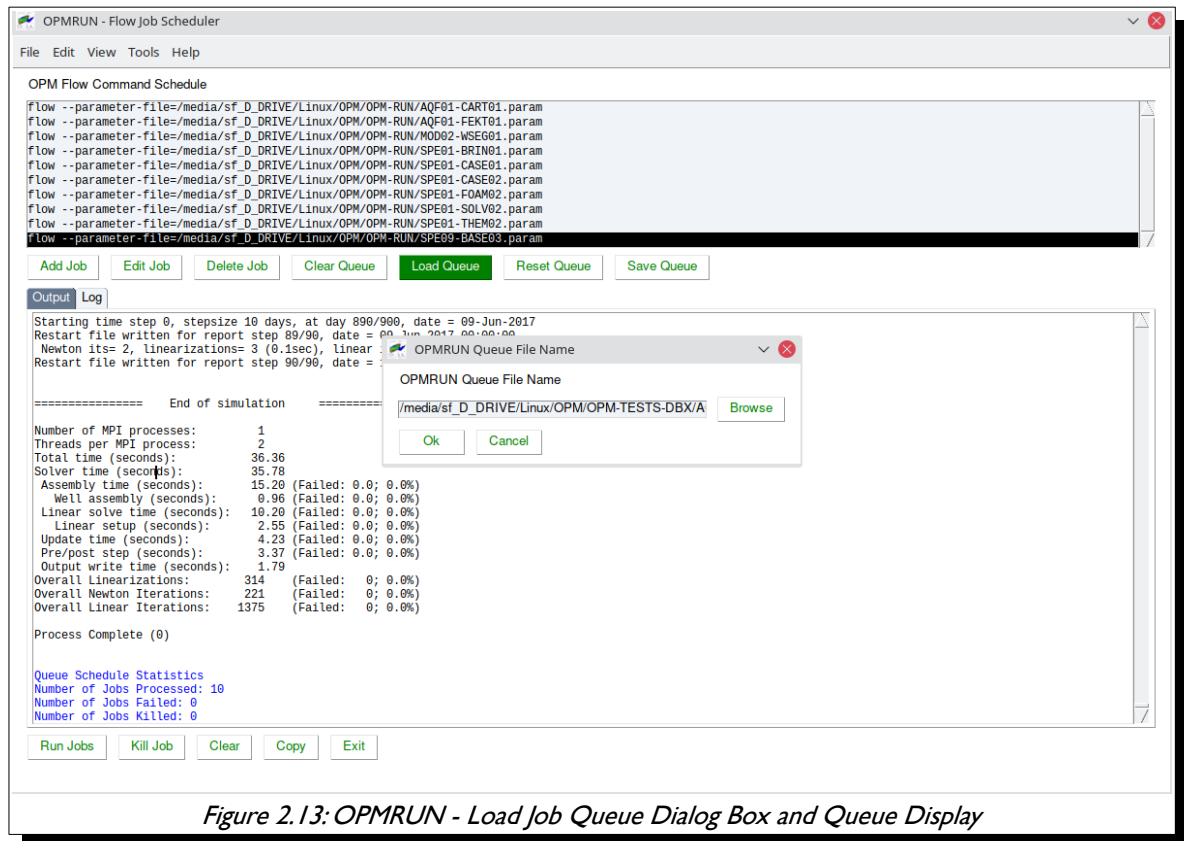 OPMRUN - Flow Job Scheduler
File Edit View Tools Help
OPM Flow Command Schedule
flow --parameter-file=/media/sf_D_DRIVE/Linux/OPM/OPM-RUN/AQF01-CART01.param
flow --parameter-file=/media/sf_D_DRIVE/Linux/OPM/OPM-RUN/AQF01-FEKT01.param
flow --parameter-file=/media/sf_D_DRIVE/Linux/OPM/OPM-RUN/MOD02-WSEG01.param
flow --parameter-file=/media/sf_D_DRIVE/Linux/OPM/OPM-RUN/SPE01-BRIN01.param
flow --parameter-file=/media/sf_D_DRIVE/Linux/OPM/OPM-RUN/SPE01-CASE01.param
flow --parameter-file=/media/sf_D_DRIVE/Linux/OPM/OPM-RUN/SPE01-CASE02.param
flow --parameter-file=/media/sf_D_DRIVE/Linux/OPM/OPM-RUN/SPE01-FOAM02.param
flow --parameter-file=/media/sf_D_DRIVE/Linux/OPM/OPM-RUN/SPE01-SOLV02.param
flow --parameter-file=/media/sf_D_DRIVE/Linux/OPM/OPM-RUN/SPE01-THEM02.param
flow --parameter-file=/media/sf_D_DRIVE/Linux/OPM/OPM-RUN/SPE09-BASE03.param
Add Job Edit Job Delete Job Clear Queue Load Queue Reset Queue Save Queue
Output Log
Starting time step 0, stepsize 10 days, at day 890/900, date = 09-Jun-2017
Restart file written for report step 89/90, date = 09-Jun-2017 00:00:00
Newton its= 2, linearizations= 3 (0.1sec), linear
Restart file written for report step 90/90, date =
================ End of simulation ==========
Number of MPI processes: 1
Threads per MPI process: 2
Total time (seconds): 36.36
Solver time (seconds): 35.78
Assembly time (seconds): 15.20 (Failed: 0.0; 0.0%)
Well assembly (seconds): 0.96 (Failed: 0.0; 0.0%)
Linear solve time (seconds): 10.20 (Failed: 0.0; 0.0%)
Linear setup (seconds): 2.55 (Failed: 0.0; 0.0%)
Update time (seconds): 4.23 (Failed: 0.0; 0.0%)
Pre/post step (seconds): 3.37 (Failed: 0.0; 0.0%)
Output write time (seconds): 1.79
Overall Linearizations: 314 (Failed: 0; 0.0%)
Overall Newton Iterations: 221 (Failed: 0; 0.0%)
Overall Linear Iterations: 1375 (Failed: 0; 0.0%)
Process Complete (0)
Queue Schedule Statistics
Number of Jobs Processed: 10
Number of Jobs Failed: 0
Number of Jobs Killed: 0
OPMRUN Queue File Name
OPMRUN Queue File Name
/media/sf_D_DRIVE/Linux/OPM/OPM-TESTS-DBX/A Browse
Ok Cancel
Run Jobs Kill Job Clear Copy Exit
Figure 2.13: OPMRUN - Load Job Queue Dialog Box and Queue Display